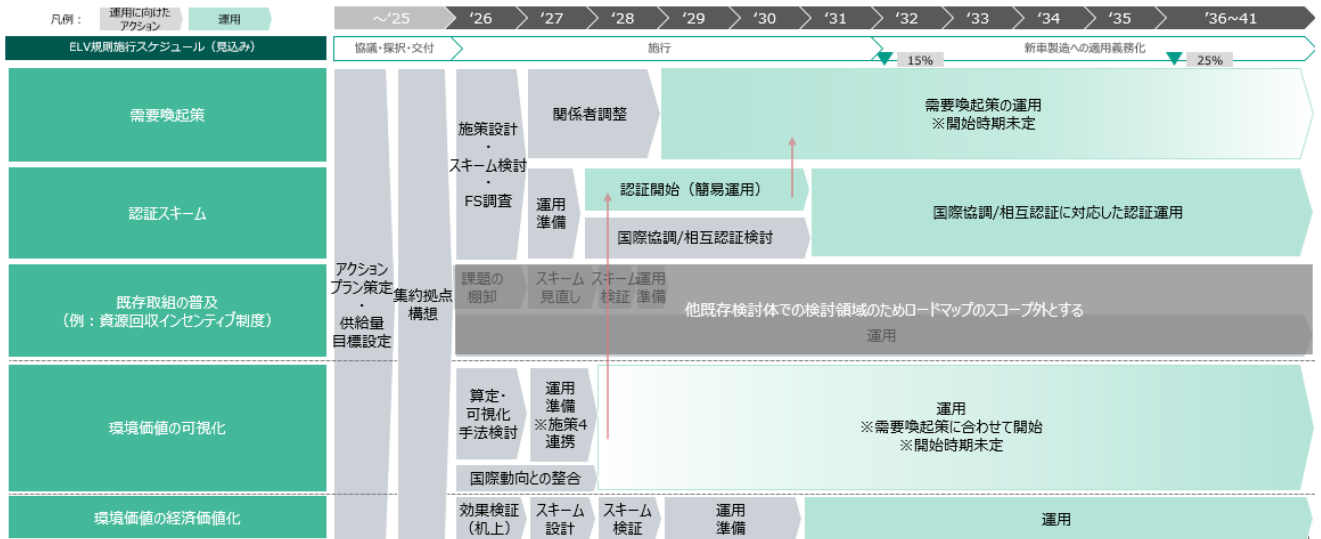 凡例：
運用に向けた
アクション
運用
～‘25
‘26
‘27
‘28
‘29
‘30
‘31
‘32
‘33
‘34
‘35
‘36～41
ELV規則施行スケジュール（見込み）
協議・採択・交付
施行
新車製造への適用義務化
15%
25%
アクション
プラン策定
・
供給量
目標設定
集約拠点
構想
需要喚起策
施策設計
・
スキーム検討
・
FS調査
関係者調整
需要喚起策の運用
※開始時期未定
認証スキーム
運用
準備
認証開始（簡易運用）
国際協調/相互認証検討
国際協調/相互認証に対応した認証運用
既存取組の普及
（例：資源回収インセンティブ制度）
課題の
棚卸
スキーム
見直し
スキーム
検証
運用
準備
他既存検討体での検討領域のためロードマップのスコープ外とする
運用
環境価値の可視化
算定・
可視化
手法検討
運用
準備
※施策4
連携
国際動向との整合
運用
※需要喚起策に合わせて開始
※開始時期未定
環境価値の経済価値化
効果検証
（机上）
スキーム
設計
スキーム
検証
運用
準備
運用